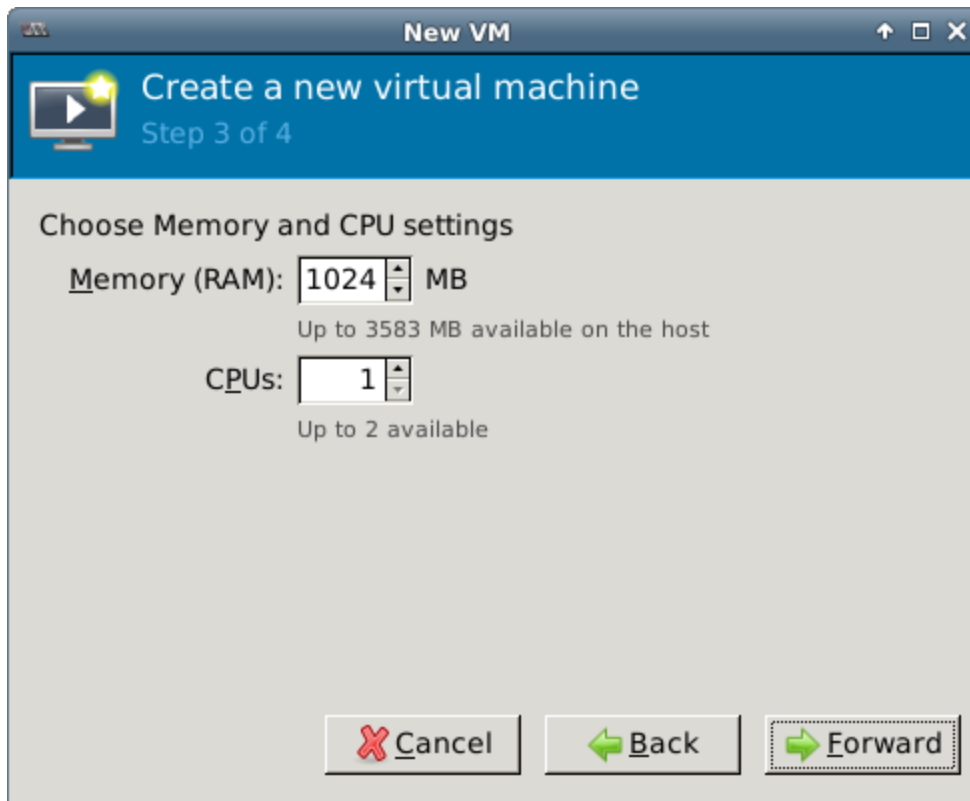 New VM
Create a new virtual machine
Step 3 of 4
Choose Memory and CPU settings
Memory (RAM): 1024 MB
Up to 3583 MB available on the host
CPUs: 1
Up to 2 available
Cancel Back Forward